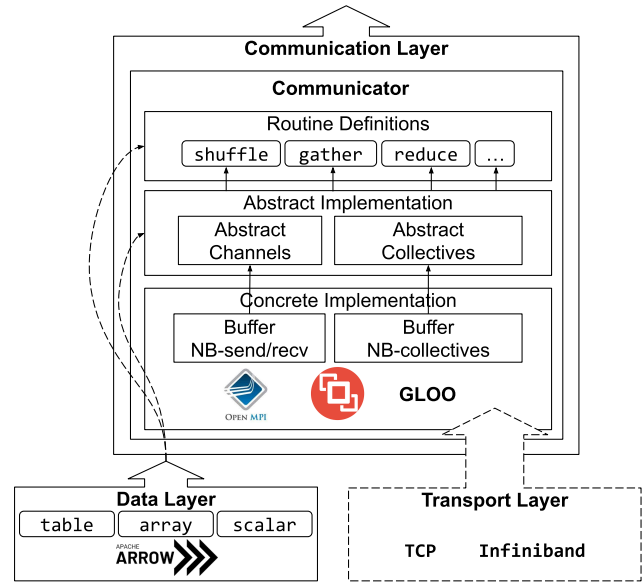 Communication Layer
Communicator
Routine Definitions
shuffle
gather
reduce
...
Abstract Implementation
Abstract
Channels
Abstract
Collectives
Concrete Implementation
Buffer
NB-send/recv
Buffer
NB-collectives
OPEN MPI
GLOO
Data Layer
table
array
scalar
APACHE
ARROW
Transport Layer
TCP
Infiniband